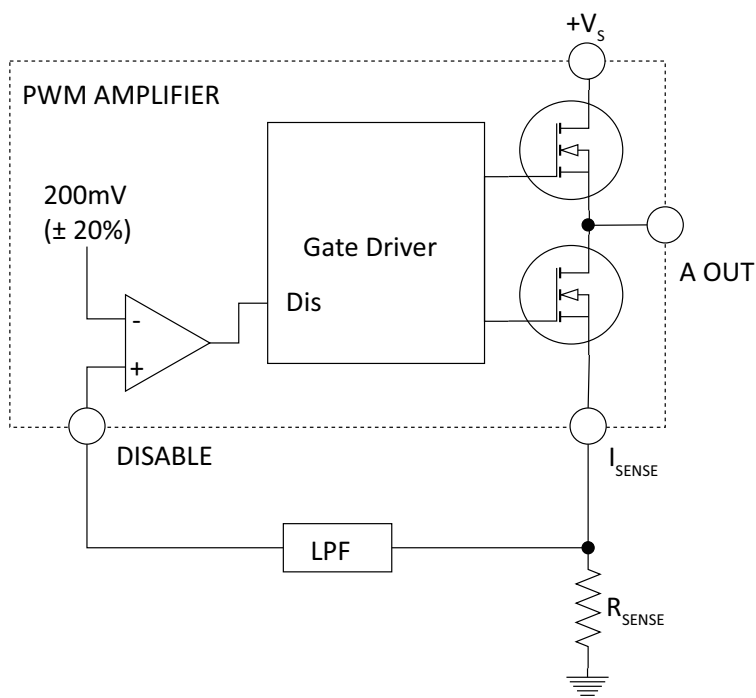 +Vs
PWM AMPLIFIER
200mV
(± 20%)
-
+
Gate Driver
Dis
A OUT
DISABLE
ISENSE
LPF
RSENSE